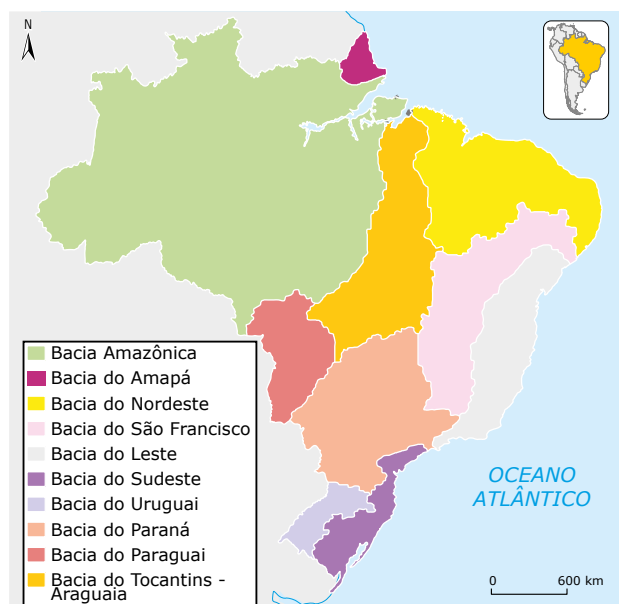 N
Bacia Amazônica
Bacia do Amapá
Bacia do Nordeste
Bacia do São Francisco
Bacia do Leste
Bacia do Sudeste
Bacia do Uruguai
Bacia do Paraná
Bacia do Paraguai
Bacia do Tocantins -
Araguaia
OCEANO
ATLÂNTICO
0 600 km